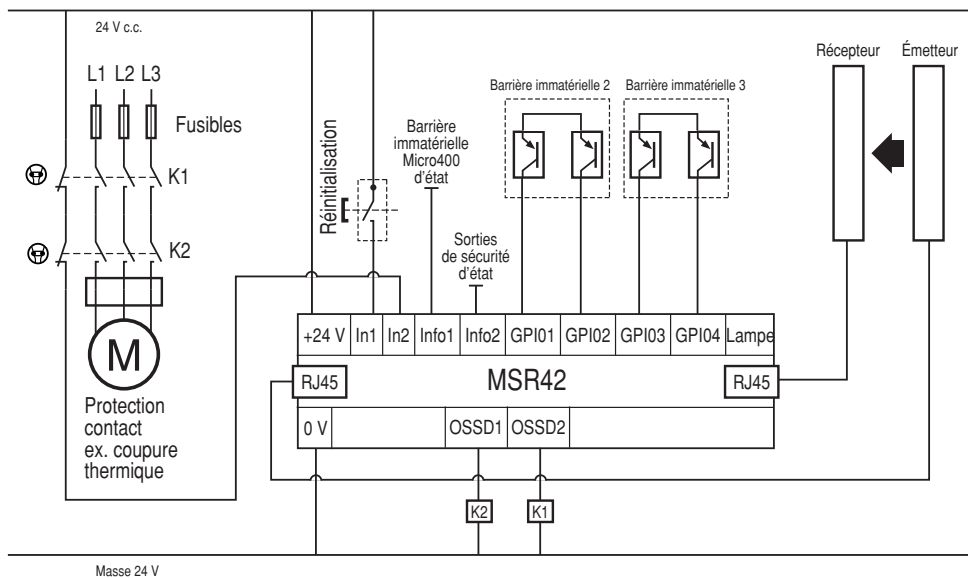 24 V c.c.
L1 L2 L3
Fusibles
K1
K2
M
Protection
contact
ex. coupure
thermique
Réinitialisation
Barrière
immatérielle
Micro400
d'état
Sorties
de sécurité
d'état
Barrière immatérielle 2
Barrière immatérielle 3
Récepteur
Émetteur
+24 V In1 In2 Info1 Info2 GPI01 GPI02 GPI03 GPI04 Lampe
RJ45 MSR42 RJ45
0 V OSSD1 OSSD2
K2 K1
Masse 24 V